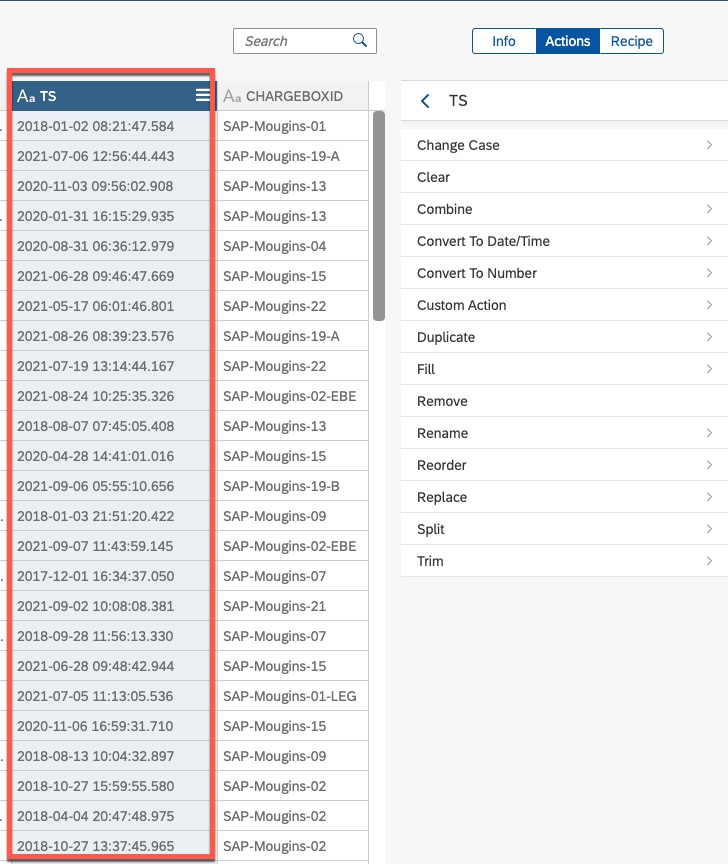 Search
Info Actions Recipe
Aa TS Aa CHARGEBOXID
2018-01-02 08:21:47.584 SAP-Mougins-01
2021-07-06 12:56:44.443 SAP-Mougins-19-A
2020-11-03 09:56:02.908 SAP-Mougins-13
2020-01-31 16:15:29.935 SAP-Mougins-13
2020-08-31 06:36:12.979 SAP-Mougins-04
2021-06-28 09:46:47.669 SAP-Mougins-15
2021-05-17 06:01:46.801 SAP-Mougins-22
2021-08-26 08:39:23.576 SAP-Mougins-19-A
2021-07-19 13:14:44.167 SAP-Mougins-22
2021-08-24 10:25:35.326 SAP-Mougins-02-EBE
2018-08-07 07:45:05.408 SAP-Mougins-13
2020-04-28 14:41:01.016 SAP-Mougins-15
2021-09-06 05:55:10.656 SAP-Mougins-19-B
2018-01-03 21:51:20.422 SAP-Mougins-09
2021-09-07 11:43:59.145 SAP-Mougins-02-EBE
2017-12-01 16:34:37.050 SAP-Mougins-07
2021-09-02 10:08:08.381 SAP-Mougins-21
2018-09-28 11:56:13.330 SAP-Mougins-07
2021-06-28 09:48:42.944 SAP-Mougins-15
2021-07-05 11:13:05.536 SAP-Mougins-01-LEG
2020-11-06 16:59:31.710 SAP-Mougins-15
2018-08-13 10:04:32.897 SAP-Mougins-09
2018-10-27 15:59:55.580 SAP-Mougins-02
2018-04-04 20:47:48.975 SAP-Mougins-02
2018-10-27 13:37:45.965 SAP-Mougins-02
TS
Change Case
Clear
Combine
Convert To Date/Time
Convert To Number
Custom Action
Duplicate
Fill
Remove
Rename
Reorder
Replace
Split
Trim